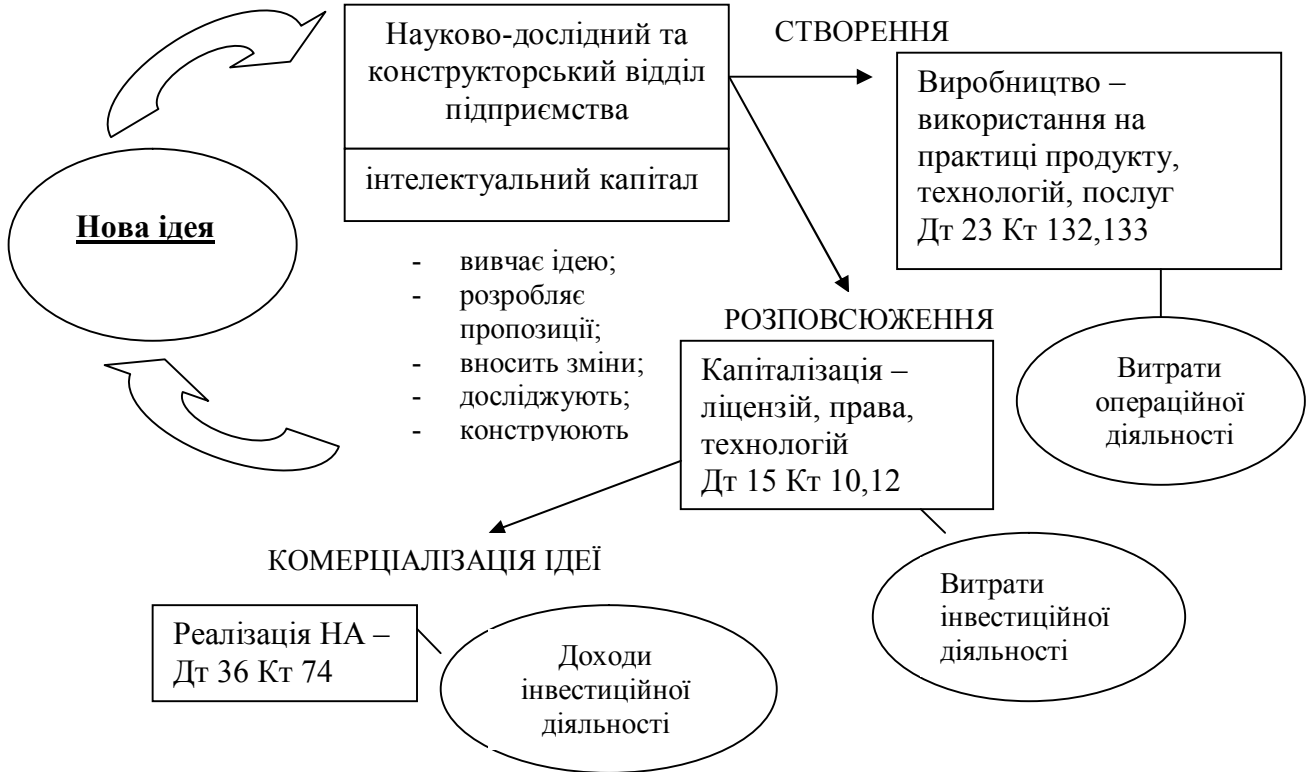 Науково-дослідний та
конструкторський відділ
підприємства
інтелектуальний капітал
СТВОРЕННЯ
Виробництво –
використання на
практиці продукту,
технологій, послуг
Дт 23 Кт 132,133
Нова ідея
- вивчає ідею;
- розробляє
пропозиції;
- вносить зміни;
- досліджують;
- конструюють
РОЗПОВСЮЖЕННЯ
Капіталізація –
ліцензій, права,
технологій
Дт 15 Кт 10,12
Витрати
операційної
діяльності
КОМЕРЦІАЛІЗАЦІЯ ІДЕЇ
Реалізація НА –
Дт 36 Кт 74
Доходи
інвестиційної
діяльності
Витрати
інвестиційної
діяльності